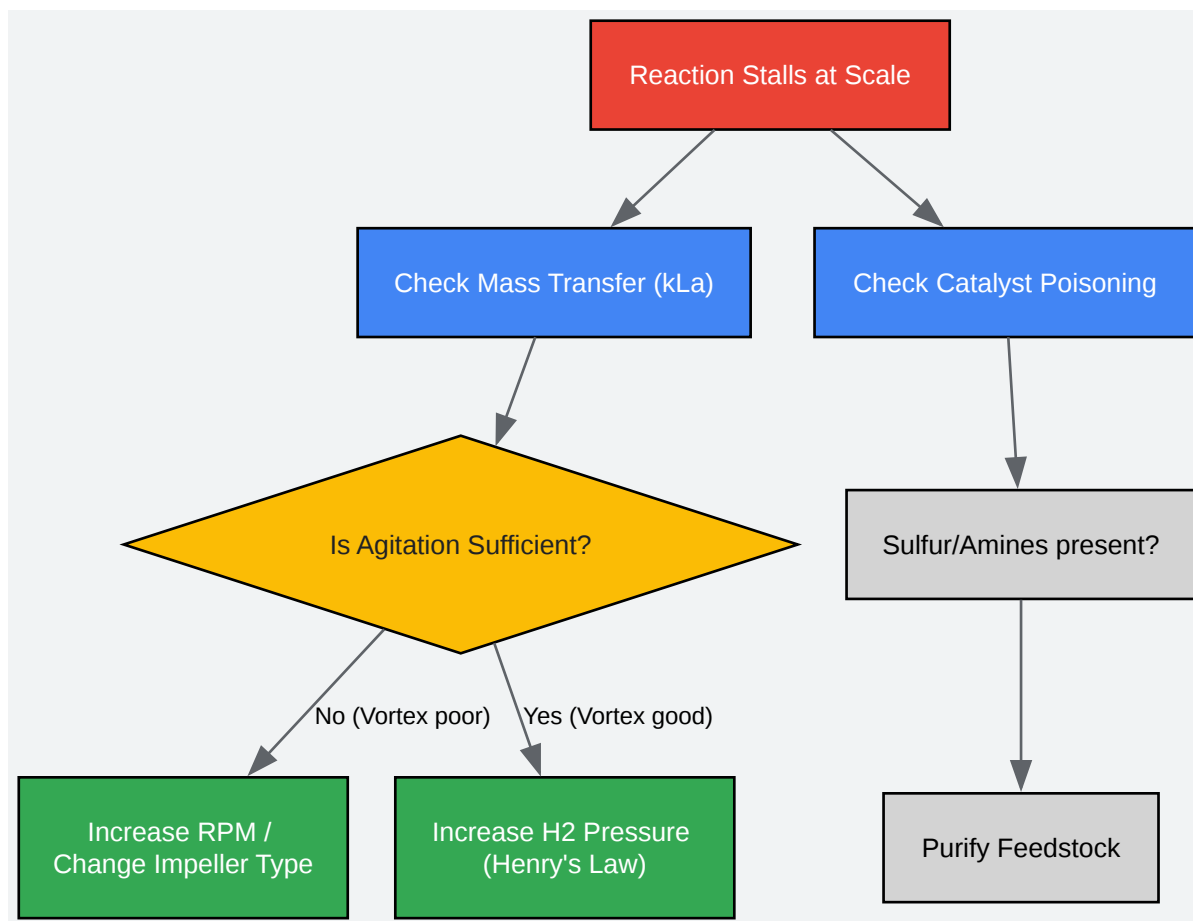 Reaction Stalls at Scale
Check Mass Transfer (kLa)
Check Catalyst Poisoning
Is Agitation Sufficient?
Sulfur/Amines present?
No (Vortex poor)
Yes (Vortex good)
Increase RPM /
Change Impeller Type
Increase H2 Pressure
(Henry's Law)
Purify Feedstock